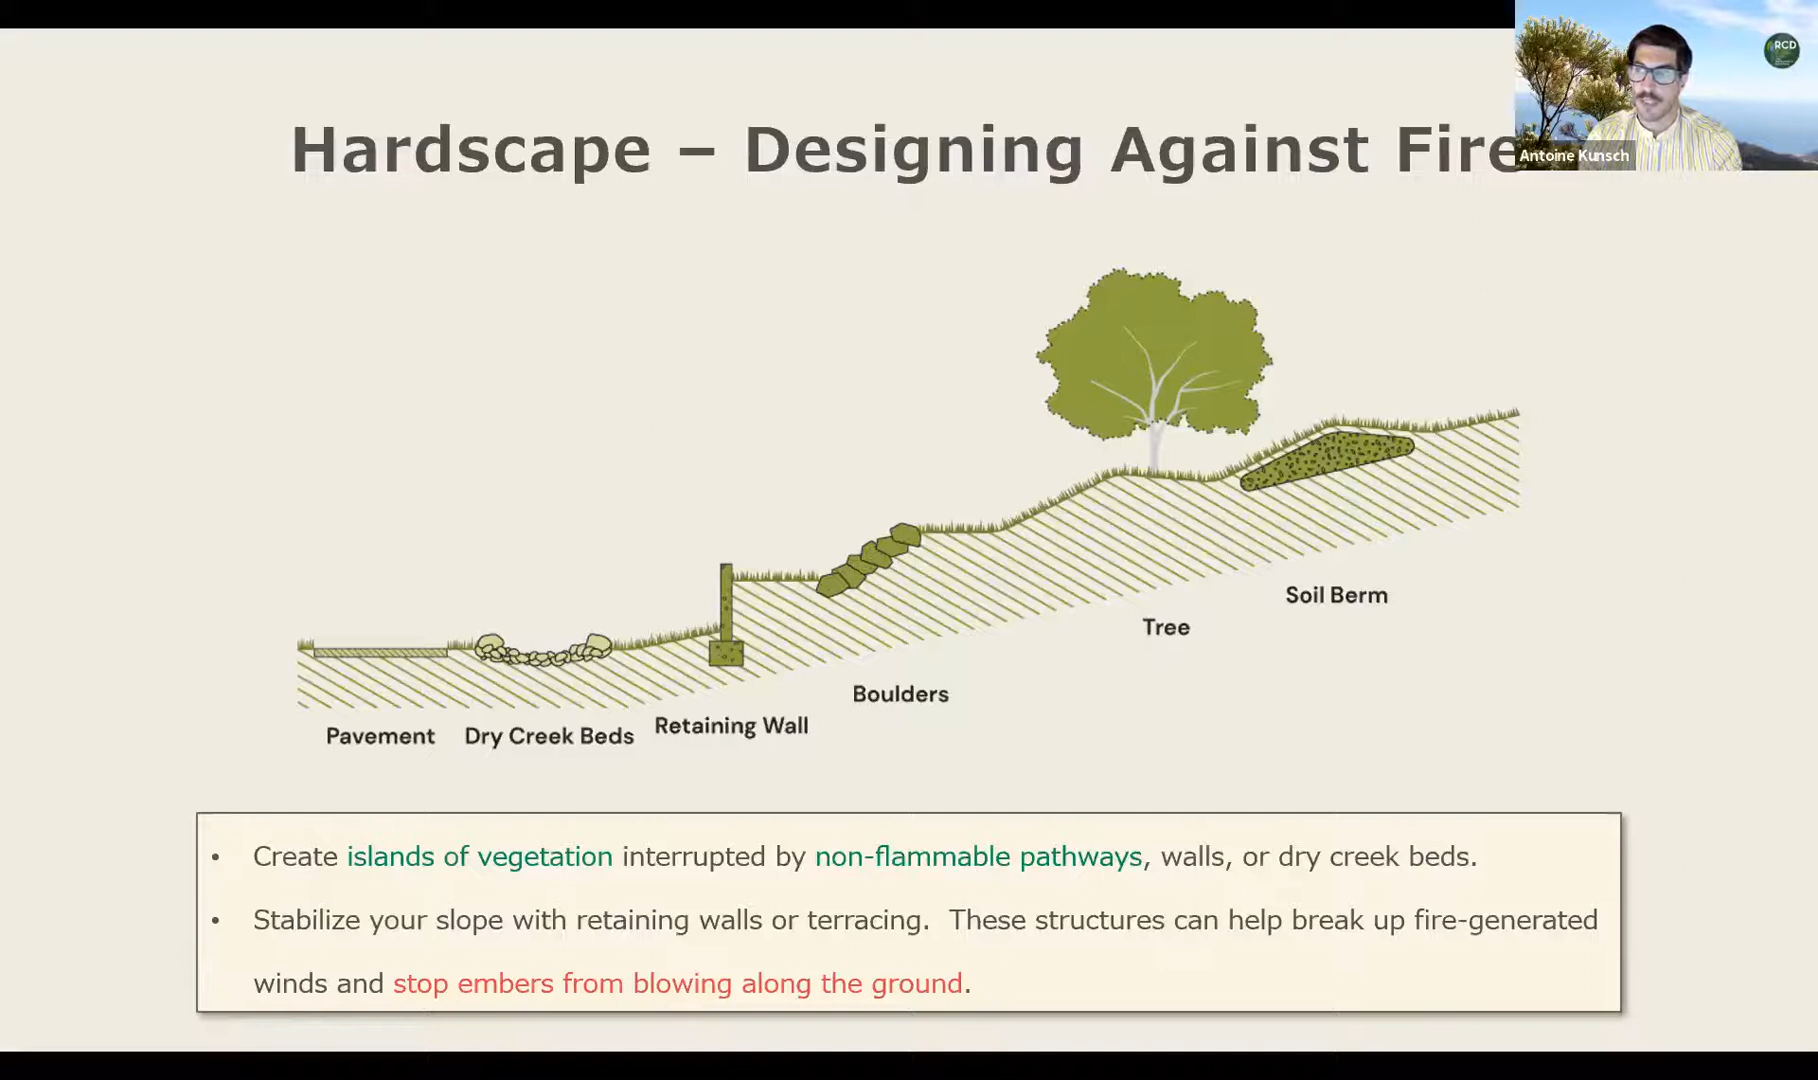 RCD
Hardscape – Designing Against Fire
Antoine Kunsch
Soil Berm
Tree
Boulders
Retaining Wall
Pavement
Dry Creek Beds
• Create islands of vegetation interrupted by non-flammable pathways, walls, or dry creek beds.
• Stabilize your slope with retaining walls or terracing.  These structures can help break up fire-generated
winds and stop embers from blowing along the ground.